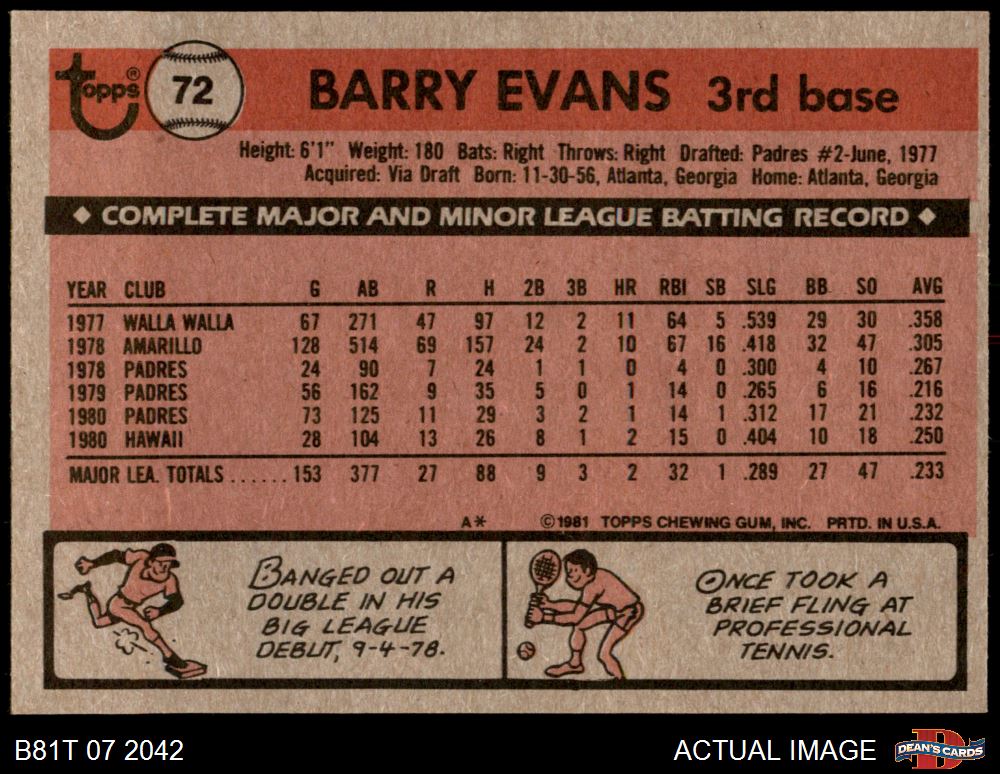 Topps® 72 BARRY EVANS 3rd base
Height: 6'1" Weight: 180 Bats: Right Throws: Right Drafted: Padres #2-June, 1977
Acquired: Via Draft Born: 11-30-56, Atlanta, Georgia Home: Atlanta, Georgia
◆ COMPLETE MAJOR AND MINOR LEAGUE BATTING RECORD ◆
YEAR CLUB G AB R H 2B 3B HR RBI SB SLG BB SO AVG
1977 WALLA WALLA 67 271 47 97 12 2 11 64 5 .539 29 30 .358
1978 AMARILLO 128 514 69 157 24 2 10 67 16 .418 32 47 .305
1978 PADRES 24 90 7 24 1 1 0 4 0 .300 4 10 .267
1979 PADRES 56 162 9 35 5 0 1 14 0 .265 6 16 .216
1980 PADRES 73 125 11 29 3 2 1 14 1 .312 17 21 .232
1980 HAWAII 28 104 13 26 8 1 2 15 0 .404 10 18 .250
MAJOR LEA. TOTALS ...... 153 377 27 88 9 3 2 32 1 .289 27 47 .233
A* ©1981 TOPPS CHEWING GUM, INC. PRTD. IN U.S.A.
BANGED OUT A
DOUBLE IN HIS
BIG LEAGUE
DEBUT, 9-4-78.
ONCE TOOK A
BRIEF FLING AT
PROFESSIONAL
TENNIS.
B81T 07 2042 ACTUAL IMAGE DEAN'S CARDS